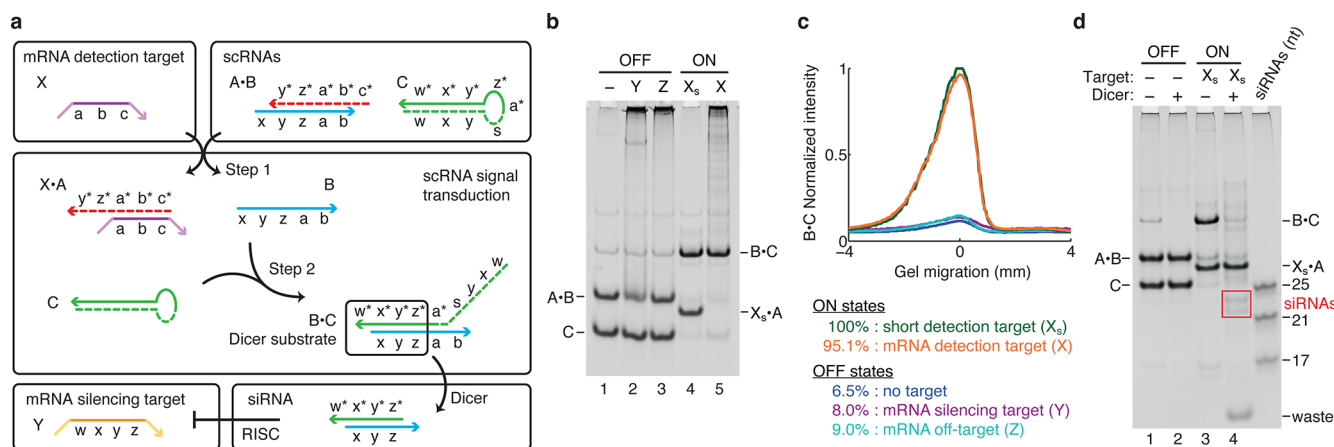 a
mRNA detection target
X
a b c
scRNAs
A•B
y* z* a* b* c*
x y z a b
C
w* x* y*
z*
a*
s
w x y
Step 1
scRNA signal
transduction
X•A
y* z* a* b* c*
a b c
B
x y z a b
Step 2
C
B•C
Dicer substrate
w* x* y* z* a*
s y x w
x y z a b
Dicer
mRNA silencing target
Y
w x y z
siRNA
RISC
w* x* y* z*
x y z
b
OFF ON
– Y Z Xs X
B•C
A•B
Xs•A
C
1 2 3 4 5
c
B•C Normalized intensity
1
0.5
0
–4 0 4
Gel migration (mm)
ON states
100% : short detection target (Xs)
95.1% : mRNA detection target (X)
OFF states
6.5% : no target
8.0% : mRNA silencing target (Y)
9.0% : mRNA off-target (Z)
d
OFF ON
siRNAs (nt)
Target: – – Xs Xs
Dicer: – + – +
B•C
A•B
Xs•A
C
25
siRNAs
21
17
waste
1 2 3 4